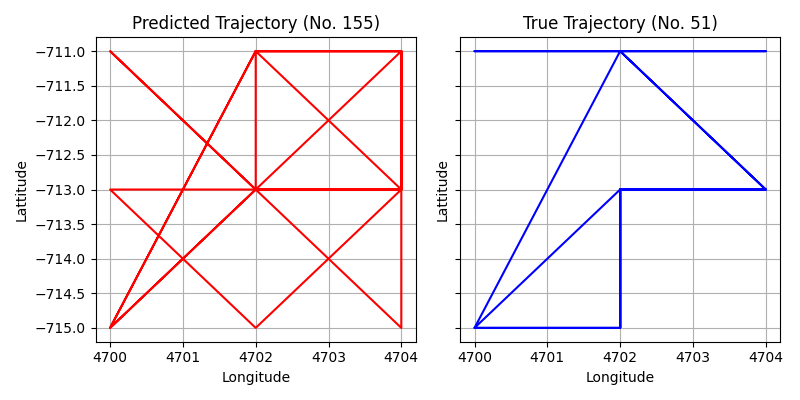 Predicted Trajectory (No. 155)
True Trajectory (No. 51)
−711.0
−711.5
−712.0
−712.5
−713.0
−713.5
−714.0
−714.5
−715.0
Lattitude
Lattitude
4700 4701 4702 4703 4704
4700 4701 4702 4703 4704
Longitude
Longitude